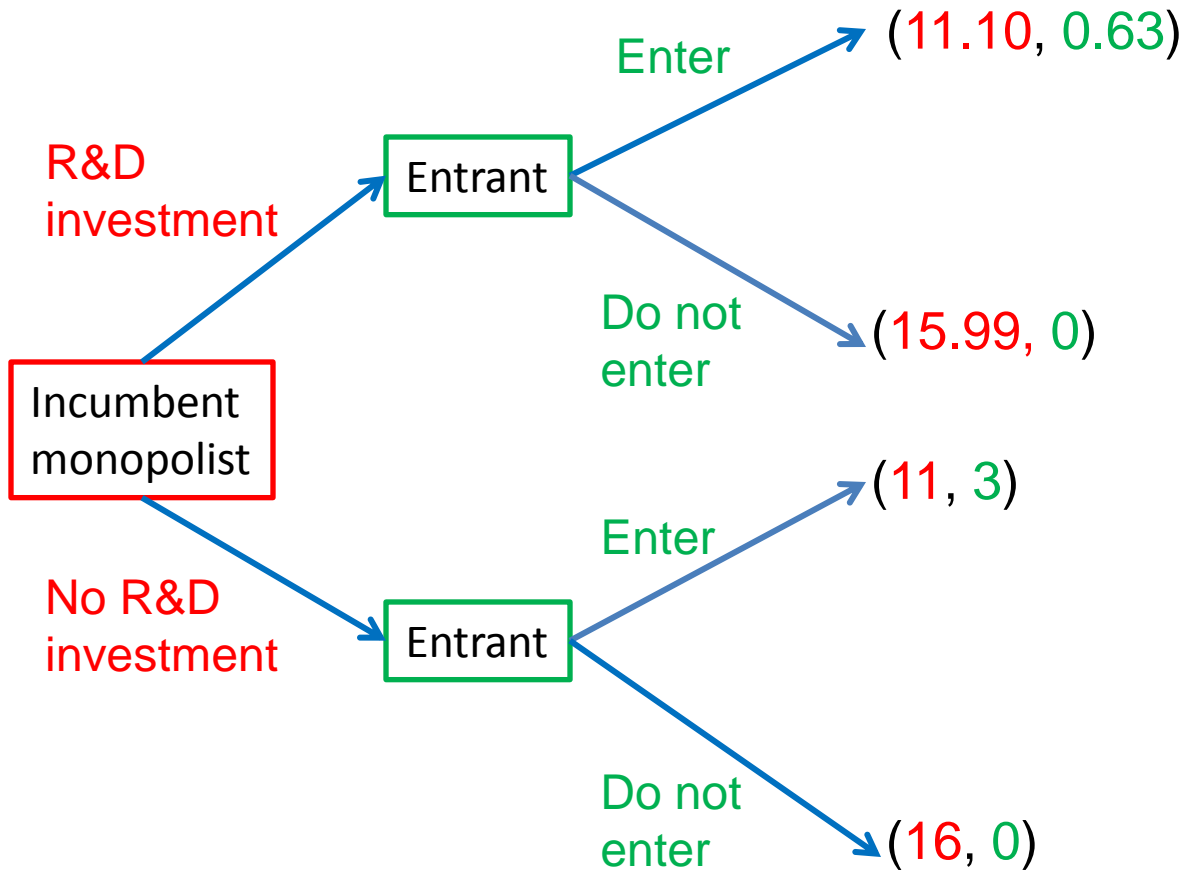 (11.10, 0.63)
Enter
R&D
investment
Entrant
Do not
enter
(15.99, 0)
Incumbent
monopolist
(11, 3)
Enter
No R&D
investment
Entrant
Do not
enter
(16, 0)